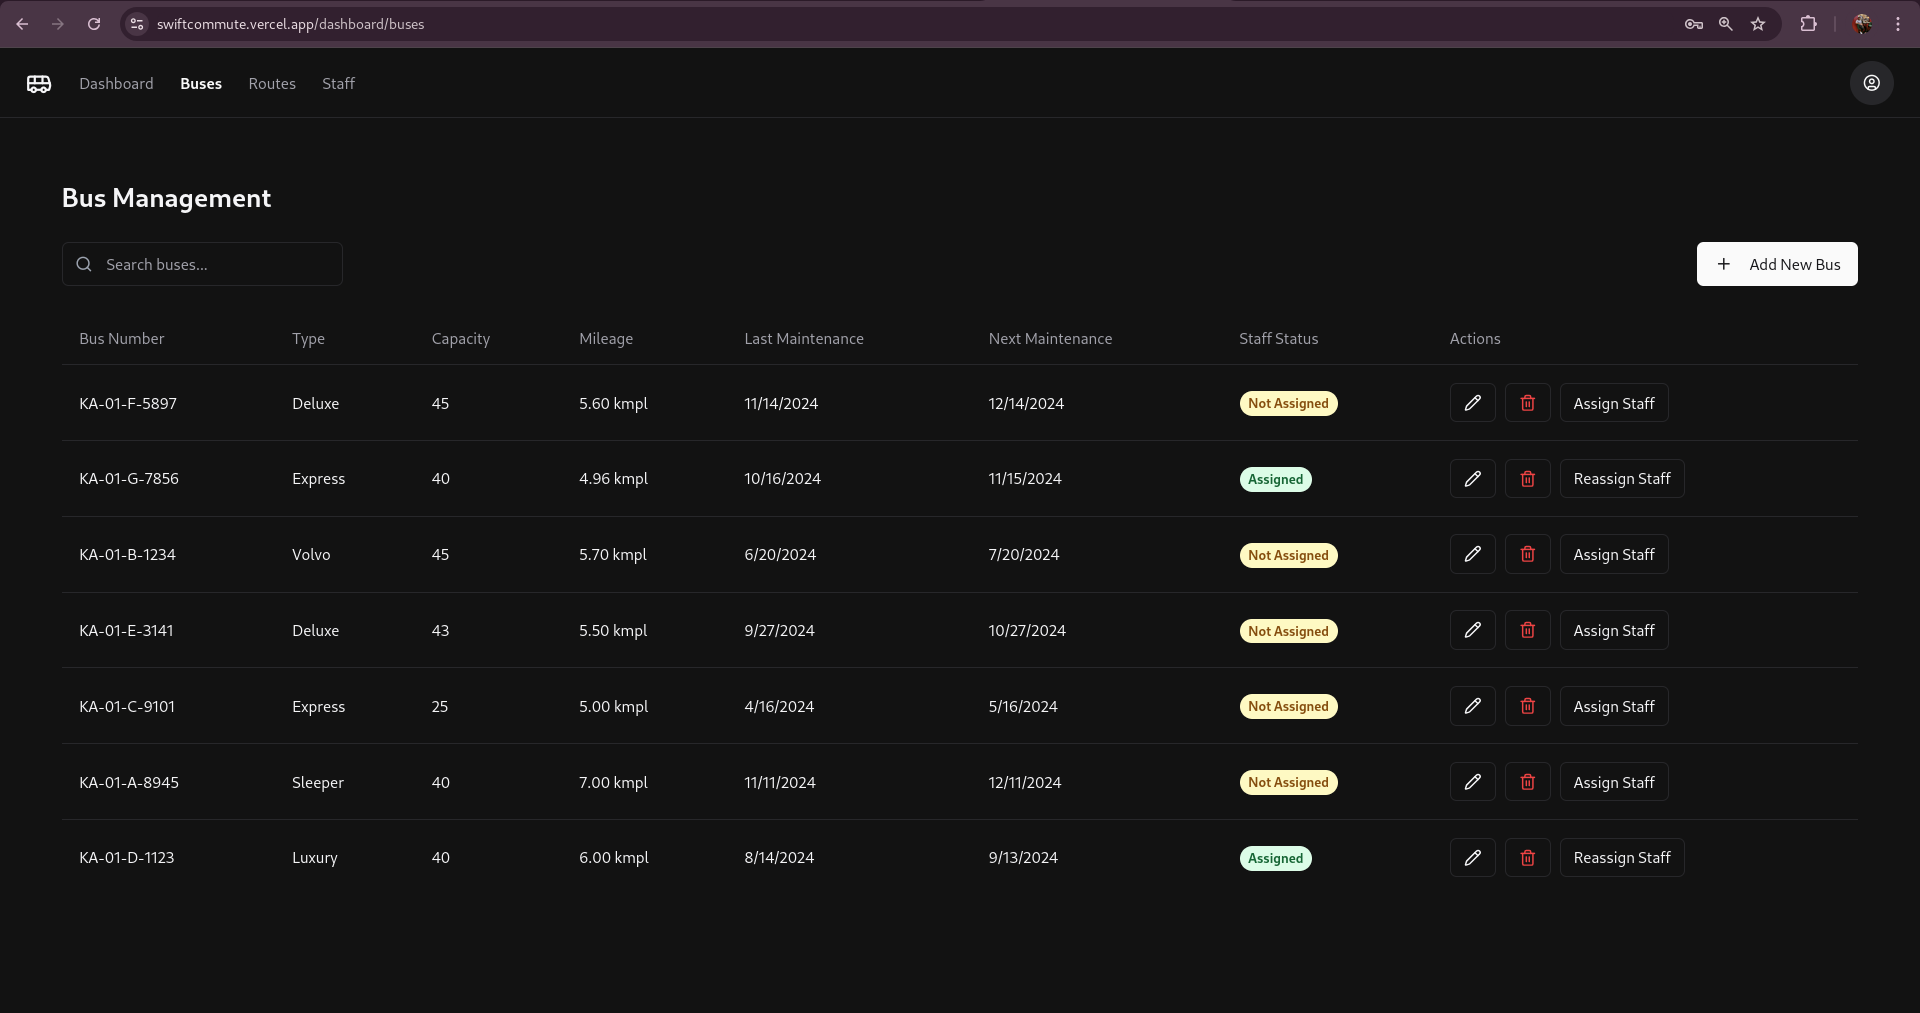 swiftcommute.vercel.app/dashboard/buses
Dashboard Buses Routes Staff
Bus Management
Search buses...
Add New Bus
Bus Number Type Capacity Mileage Last Maintenance Next Maintenance Staff Status Actions
KA-01-F-5897 Deluxe 45 5.60 kmpl 11/14/2024 12/14/2024 Not Assigned Assign Staff
KA-01-G-7856 Express 40 4.96 kmpl 10/16/2024 11/15/2024 Assigned Reassign Staff
KA-01-B-1234 Volvo 45 5.70 kmpl 6/20/2024 7/20/2024 Not Assigned Assign Staff
KA-01-E-3141 Deluxe 43 5.50 kmpl 9/27/2024 10/27/2024 Not Assigned Assign Staff
KA-01-C-9101 Express 25 5.00 kmpl 4/16/2024 5/16/2024 Not Assigned Assign Staff
KA-01-A-8945 Sleeper 40 7.00 kmpl 11/11/2024 12/11/2024 Not Assigned Assign Staff
KA-01-D-1123 Luxury 40 6.00 kmpl 8/14/2024 9/13/2024 Assigned Reassign Staff